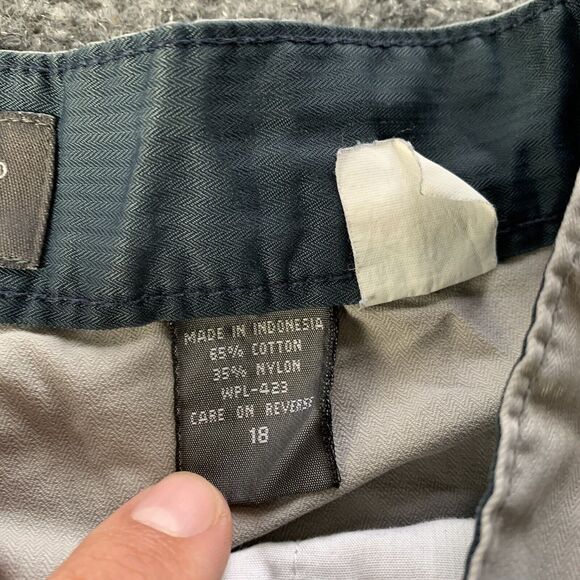 MADE IN INDONESIA
65% COTTON
35% NYLON
WPL-423
CARE ON REVERSE
18